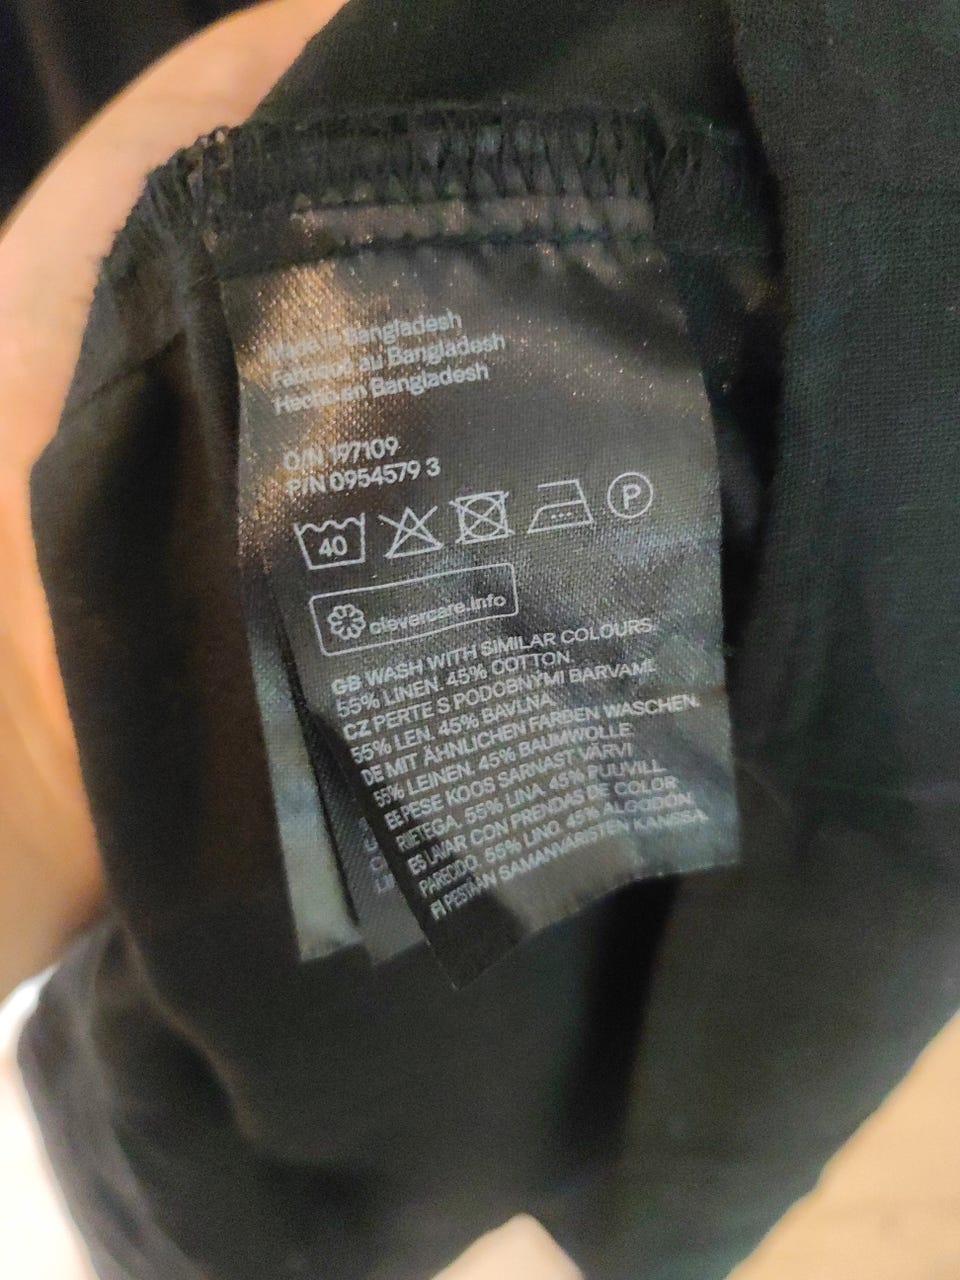 Made in Bangladesh
Fabriqué au Bangladesh
Hecho en Bangladesh
O/N 197109
P/N 0954579 3
40
P
clevercare.info
GB WASH WITH SIMILAR COLOURS.
55% LINEN. 45% COTTON.
CZ PERTE S PODOBNÝMI BARVAMI.
55% LEN. 45% BAVLNA.
DE MIT ÄHNLICHEN FARBEN WASCHEN.
55% LEINEN. 45% BAUMWOLLE.
EE PESE KOOS SARNAST VÄRVI
RIIETEGA. 55% LINA. 45% PUUVILL.
ES LAVAR CON PRENDAS DE COLOR
PARECIDO. 55% LINO. 45% ALGODÓN.
FI PESTÄÄN SAMANVÄRISTEN KANSSA.